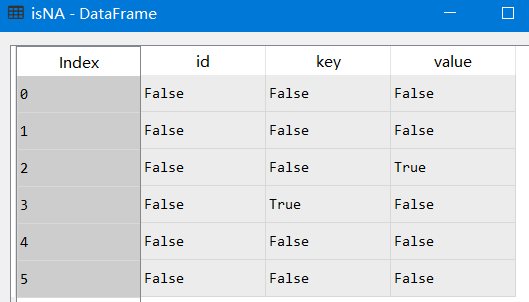 isNA - DataFrame
Index id key value
0 False False False
1 False False False
2 False False True
3 False True False
4 False False False
5 False False False